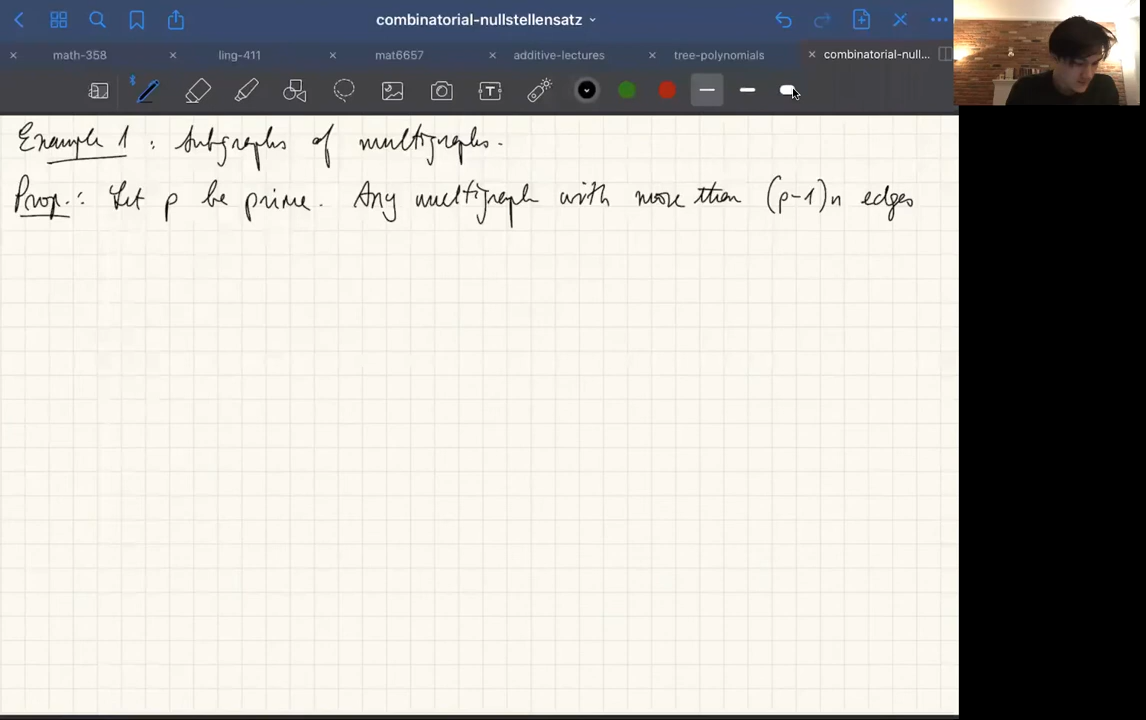 combinatorial-nullstellensatz
math-358
ling-411
mat6657
additive-lectures
tree-polynomials
combinatorial-null...
Example 1 : Subgraphs of multigraphs.
Prop.: Let p be prime. Any multigraph with more than (p-1)n edges